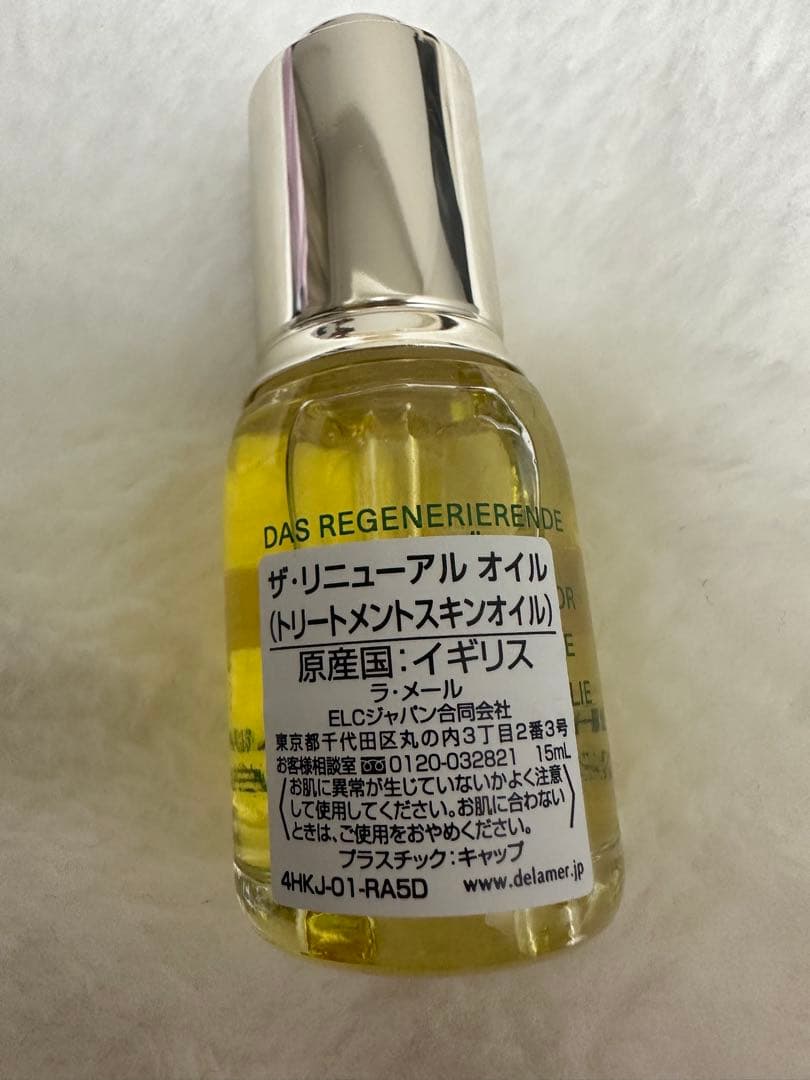 DAS REGENERIERENDE
ザ・リニューアル オイル
(トリートメントスキンオイル)
原産国:イギリス
ラ・メール
ELCジャパン合同会社
東京都千代田区丸の内3丁目2番3号
お客様相談室 0120-032821 15mL
お肌に異常が生じていないかよく注意
して使用してください。お肌に合わない
ときは、ご使用をおやめください。
プラスチック:キャップ
4HKJ-01-RA5D www.delamer.jp